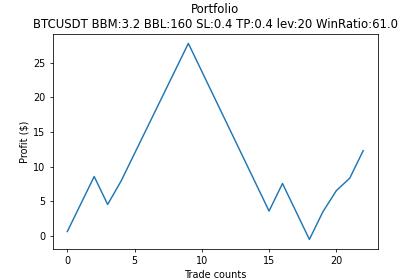 Portfolio
BTCUSDT BBM:3.2 BBL:160 SL:0.4 TP:0.4 lev:20 WinRatio:61.0
Profit ($)
25
20
15
10
5
0
0 5 10 15 20
Trade counts